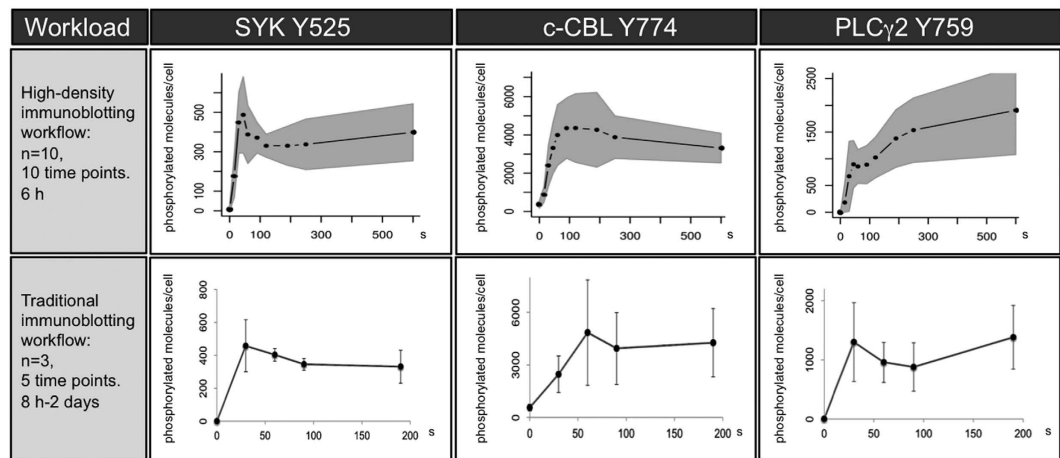 Workload
SYK Y525
c-CBL Y774
PLCγ2 Y759
High-density
immunoblotting
workflow:
n=10,
10 time points.
6 h
phosphorylated molecules/cell
100
300
500
0
0 100 300 500 s
phosphorylated molecules/cell
0
2000
4000
6000
0 100 300 500 s
phosphorylated molecules/cell
0
500
1500
2500
0 100 300 500 s
Traditional
immunoblotting
workflow:
n=3,
5 time points.
8 h-2 days
phosphorylated molecules/cell
0
200
400
600
800
0 50 100 150 200 s
phosphorylated molecules/cell
0
3000
6000
0 50 100 150 200 s
phosphorylated molecules/cell
0
1000
2000
0 50 100 150 200 s